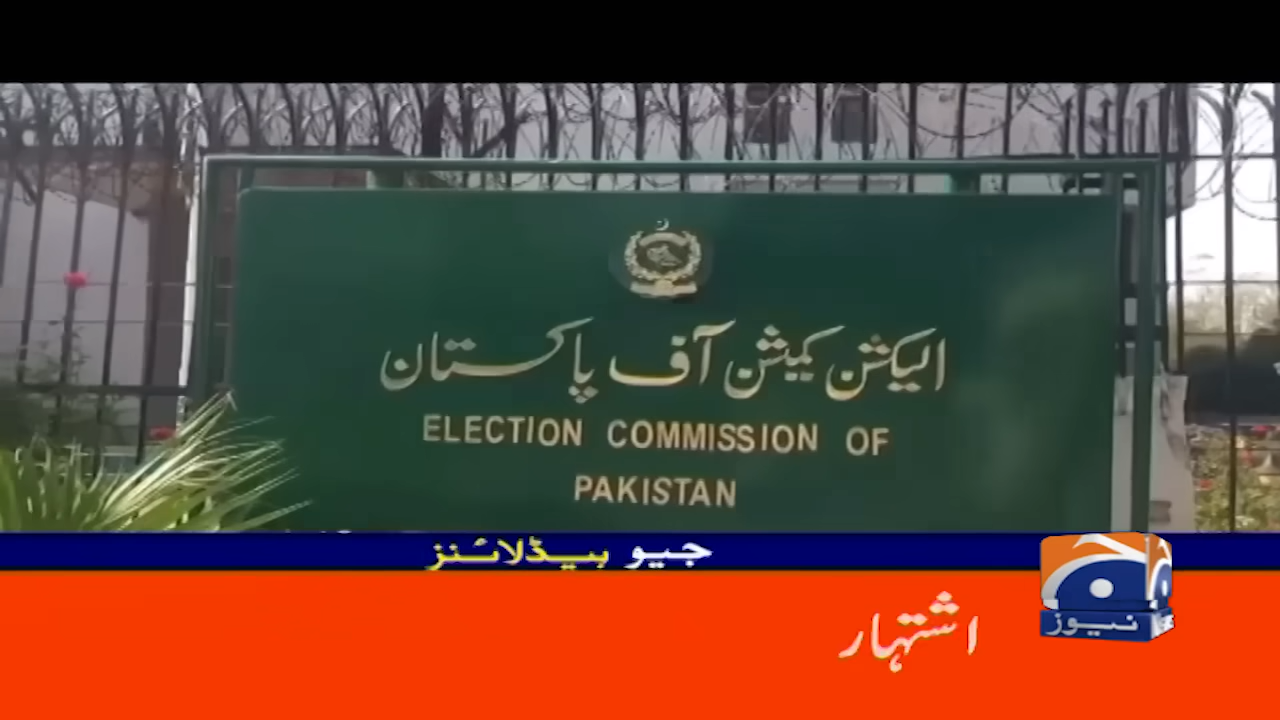 الیکشن کمیشن آف پاکستان
ELECTION COMMISSION OF
PAKISTAN
جیو ہیڈلائنز
اشتہار
نیوز